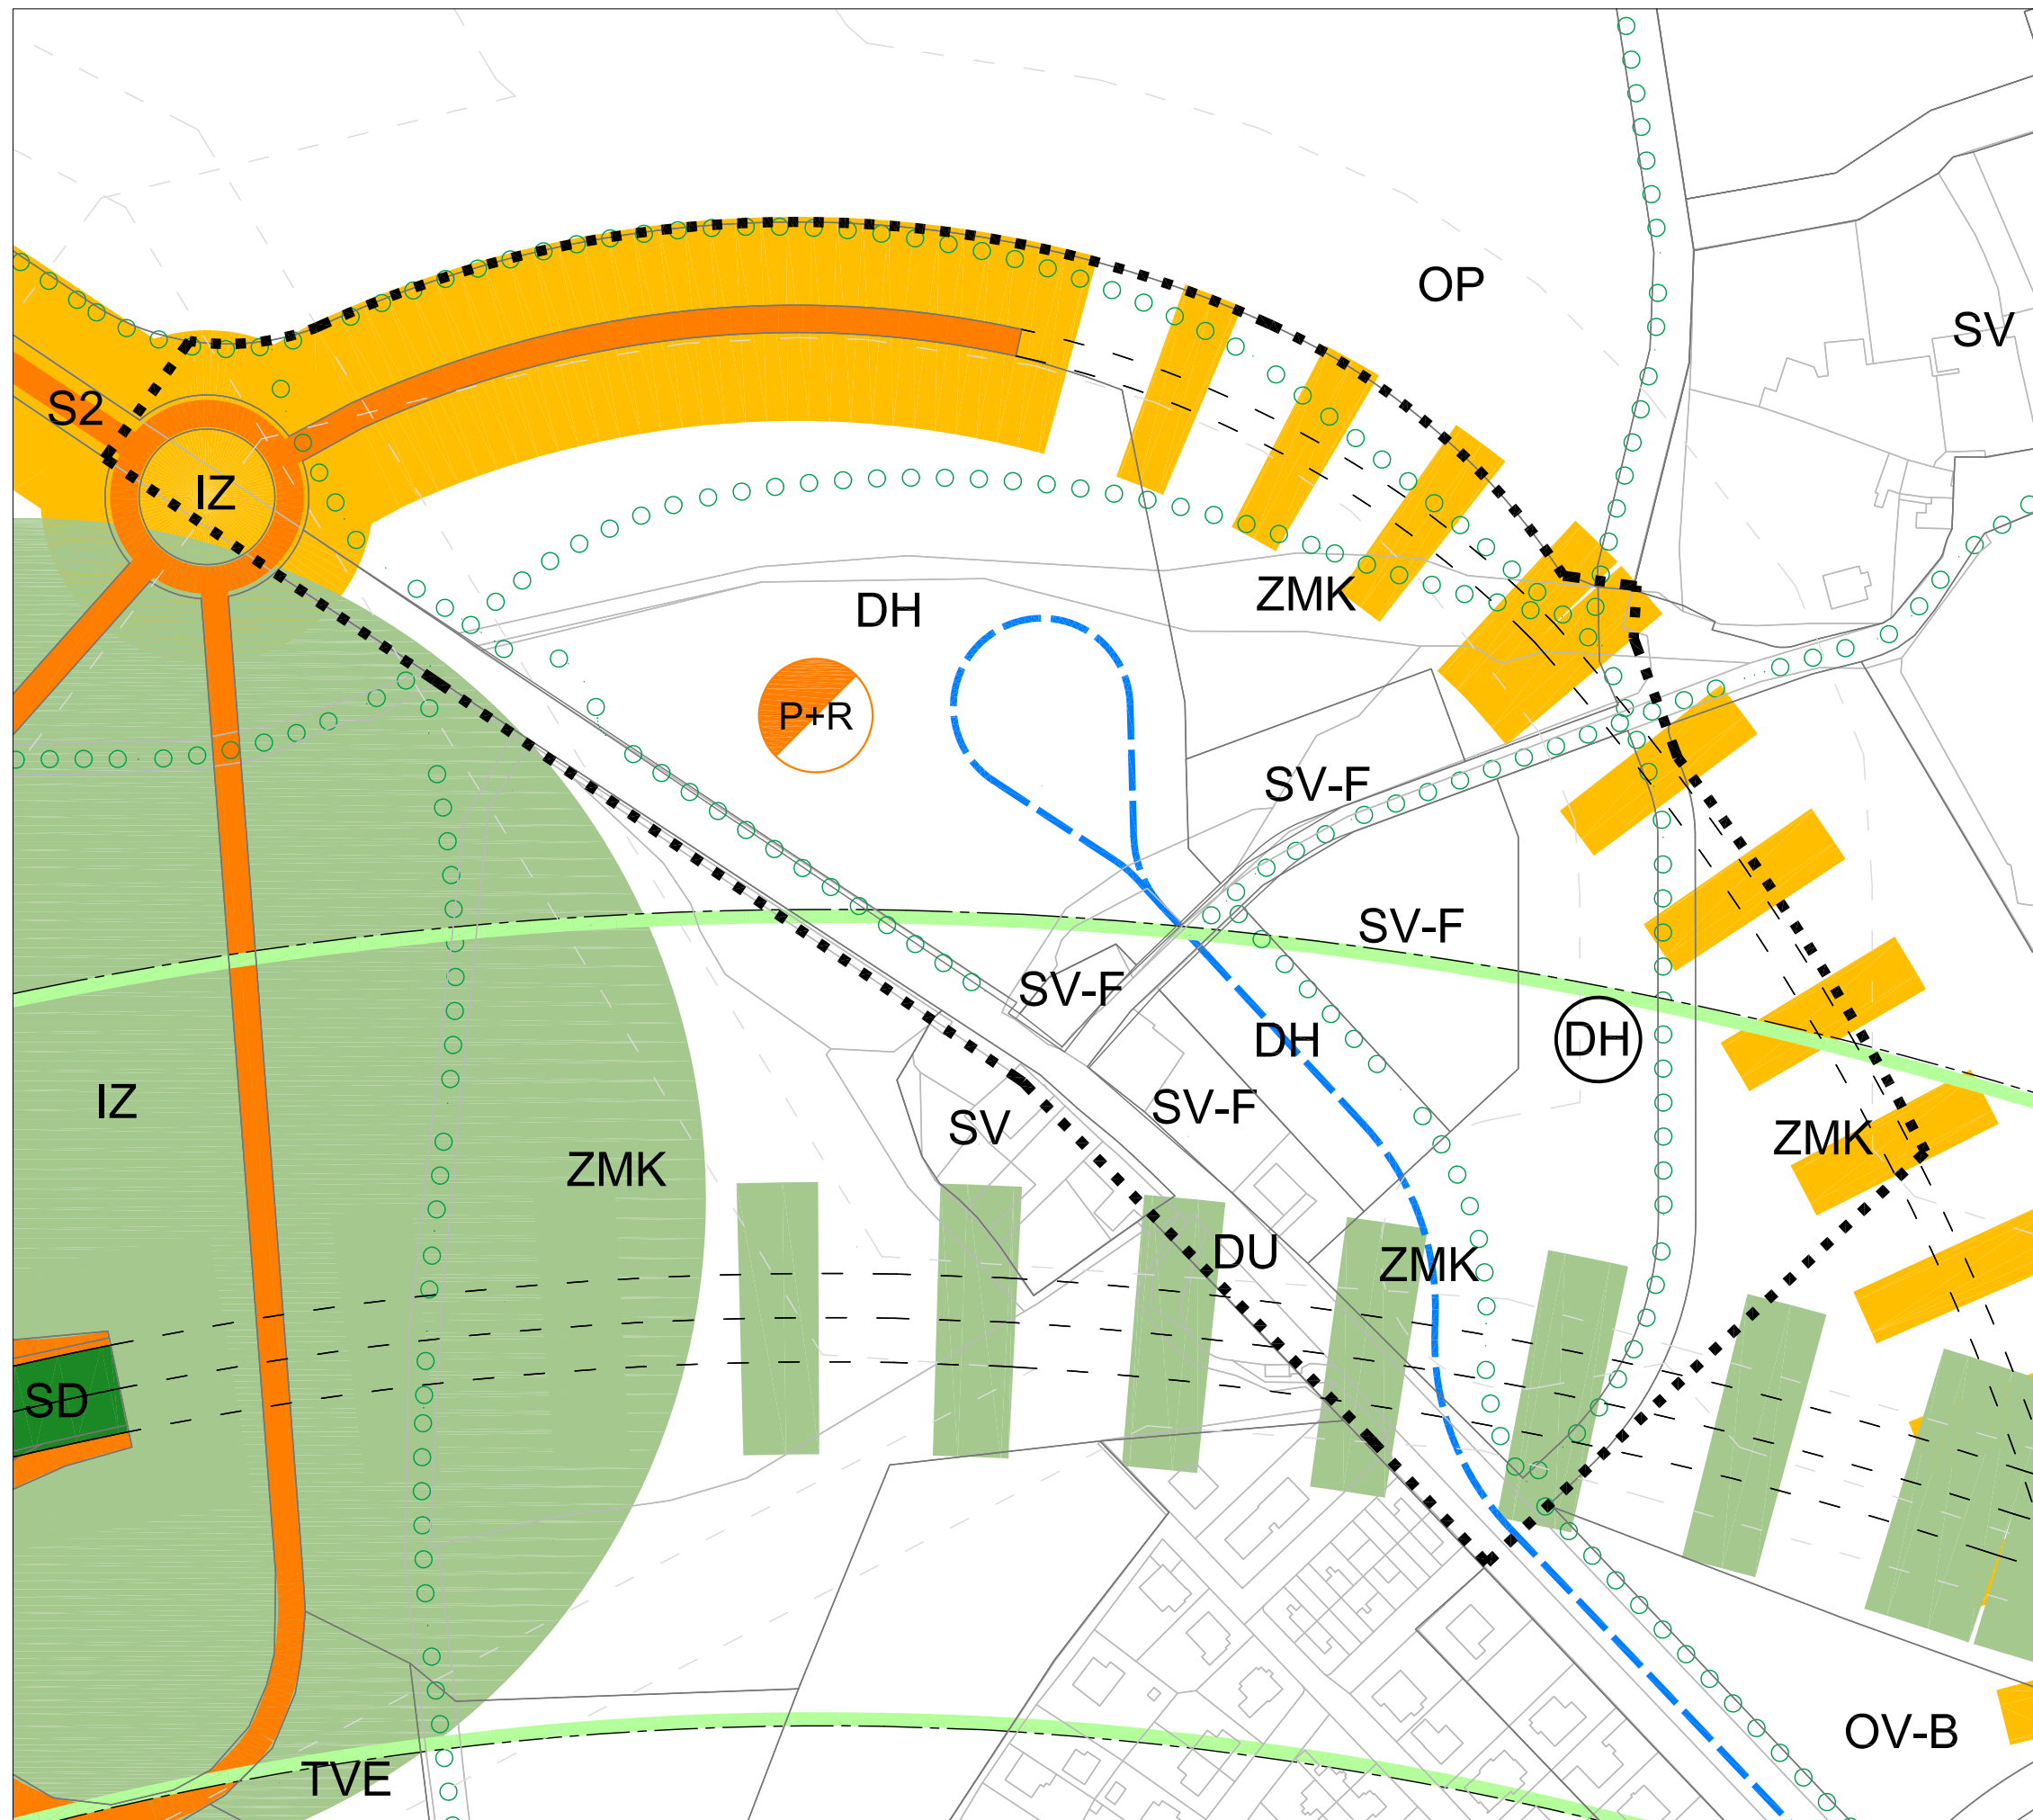 OP
SV
S2
IZ
ZMK
DH
P+R
SV-F
SV-F
SV-F
DH
DH
IZ
SV-F
SV
ZMK
ZMK
DU
ZMK
SD
OV-B
TVE